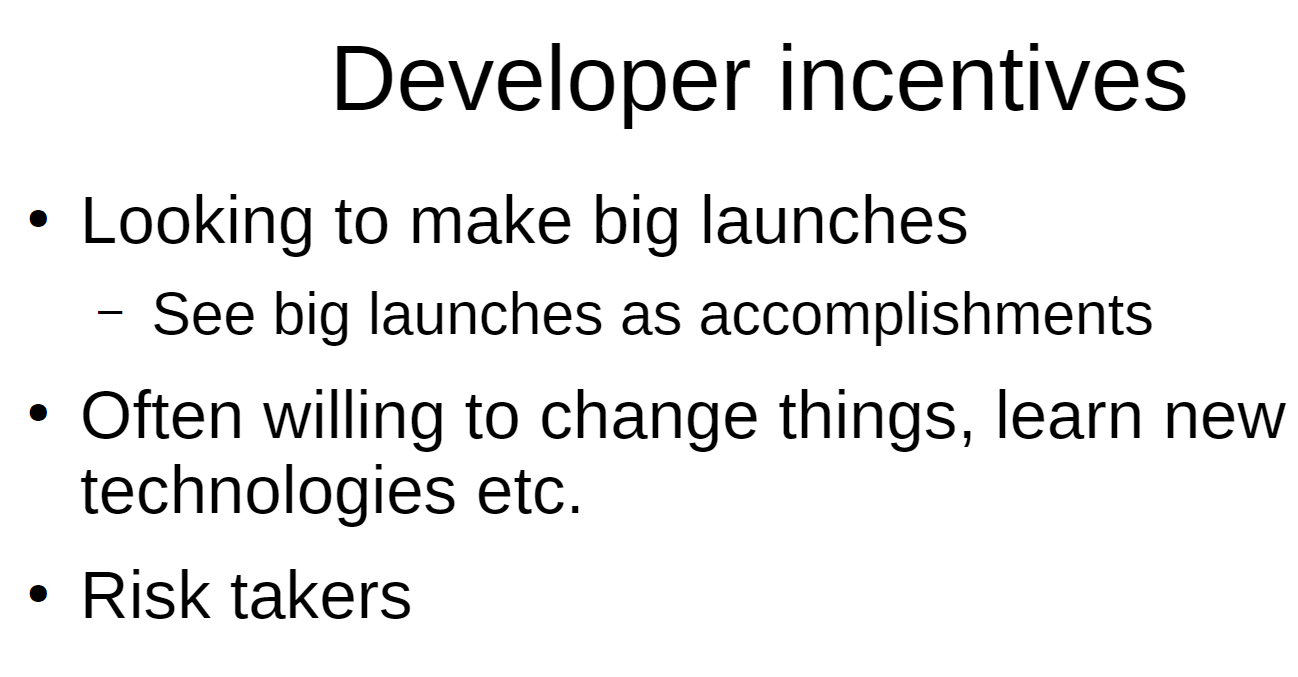 Developer incentives
• Looking to make big launches
– See big launches as accomplishments
• Often willing to change things, learn new
technologies etc.
• Risk takers